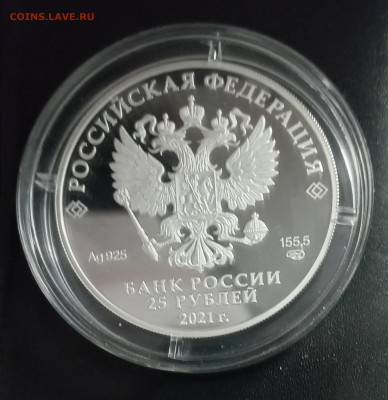 COINS.LAVE.RU
РОССИЙСКАЯ ФЕДЕРАЦИЯ
Ag 925
155,5
БАНК РОССИИ
25 РУБЛЕЙ
2021 г.